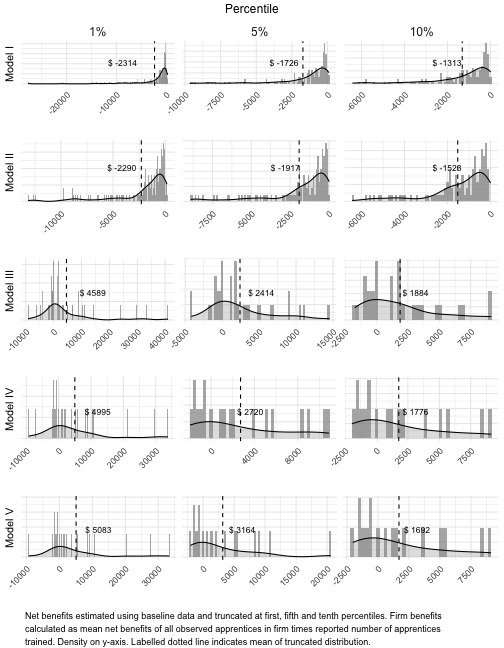 Percentile
1% 5% 10%
Model I
$ -2314 $ -1726 $ -1313
-20000 -10000 0 -10000 -7500 -5000 -2500 0 -6000 -4000 -2000 0
Model II
$ -2290 $ -1917 $ -1528
-10000 -5000 0 -7500 -5000 -2500 0 -6000 -4000 -2000 0
Model III
$ 4589 $ 2414 $ 1884
-10000 0 10000 20000 30000 40000 -5000 0 5000 10000 15000 -2500 0 2500 5000 7500
Model IV
$ 4995 $ 2720 $ 1776
-10000 0 10000 20000 30000 0 4000 8000 -2500 0 2500 5000 7500
Model V
$ 5083 $ 3164 $ 1692
-10000 0 10000 20000 30000 0 5000 10000 15000 20000 -2500 0 2500 5000 7500
Net benefits estimated using baseline data and truncated at first, fifth and tenth percentiles. Firm benefits
calculated as mean net benefits of all observed apprentices in firm times reported number of apprentices
trained. Density on y-axis. Labelled dotted line indicates mean of truncated distribution.